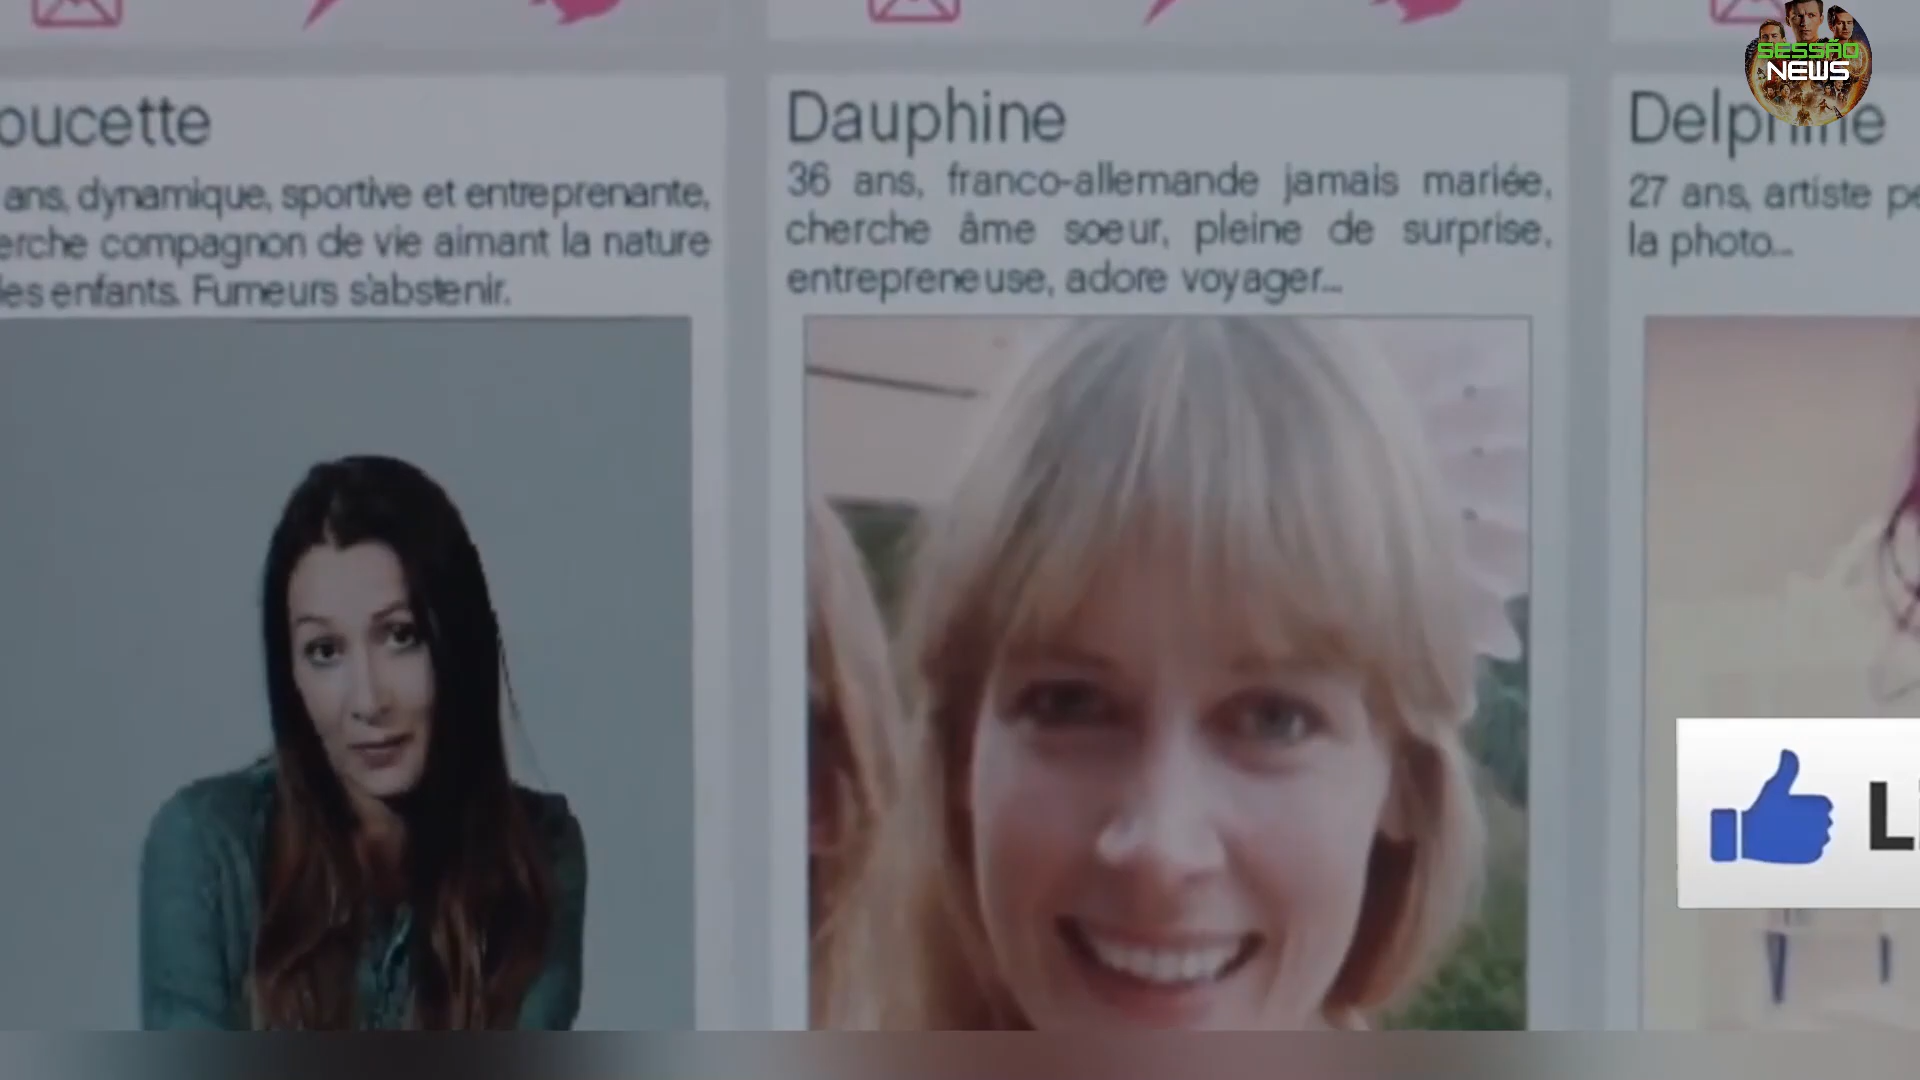 SESSÃO
NEWS
oucette
ans, dynamique, sportive et entreprenante,
erche compagnon de vie aimant la nature
les enfants. Fumeurs s'abstenir.
Dauphine
36 ans, franco-allemande jamais mariée,
cherche âme soeur, pleine de surprise,
entrepreneuse, adore voyager...
Delphine
27 ans, artiste pe
la photo...